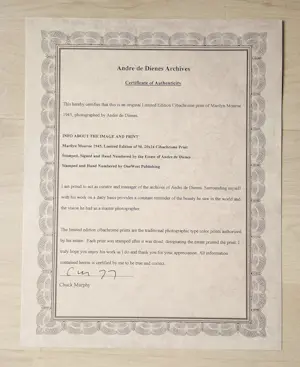 Andre de Dienes Archives
Certificate of Authenticity
This hereby certifies that this is an original Limited Edition Cibachrome print of Marilyn Monroe
1945, photographed by Andre de Dienes
INFO ABOUT THE IMAGE AND PRINT
Marilyn Monroe 1945, Limited Edition of 50, 20x24 Cibachrome Print
Stamped, Signed and Hand Numbered by the Estate of Andre de Dienes
Stamped and Hand Numbered by OneWest Publishing
I am proud to act as curator and manager of the archives of Andre de Dienes. Surrounding myself
with his work on a daily basis provides a constant reminder of the beauty he saw in the world and
the vision he had as a master photographer.
The limited edition cibachrome prints are the traditional photographic type color prints authorized
by the estate. Each print was stamped after it was dried, designating the estate printed the print. I
truly hope you enjoy his work as I do and thank you for your appreciation. All information
contained herein is certified by me to be true and correct.
Chuck Murphy